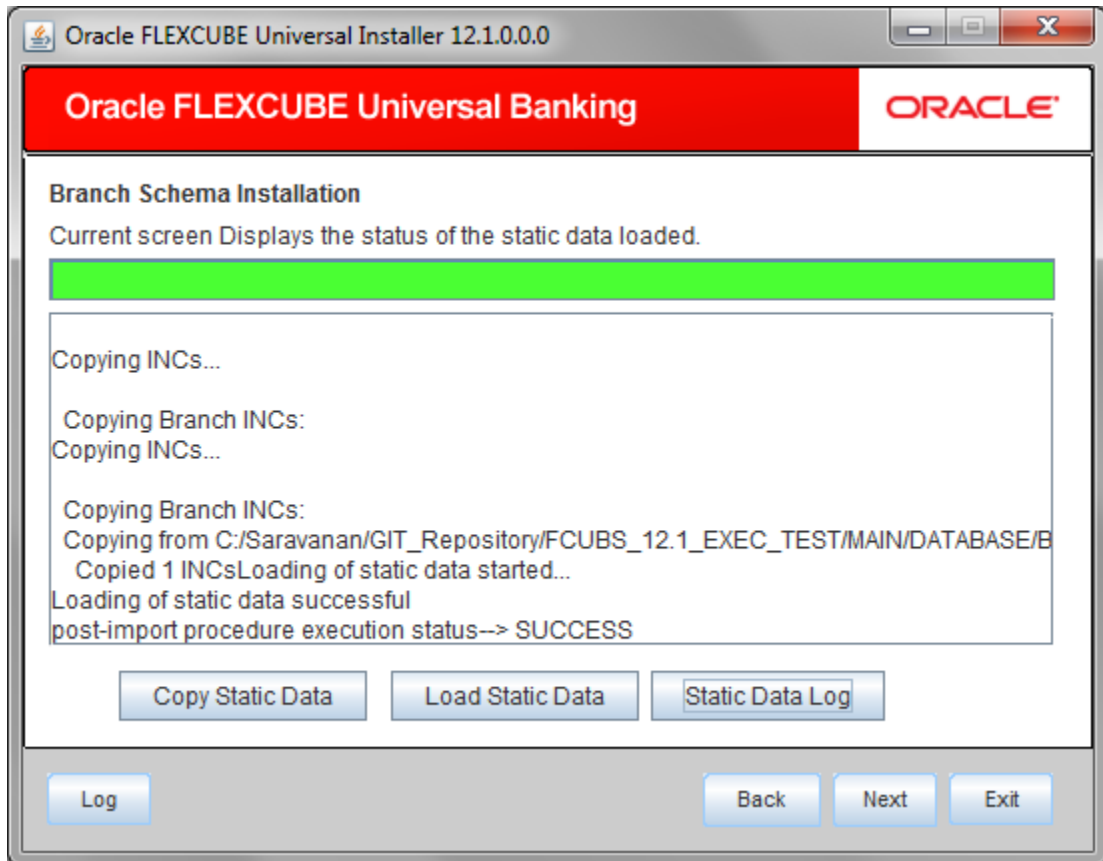 Oracle FLEXCUBE Universal Installer 12.1.0.0.0
Oracle FLEXCUBE Universal Banking
ORACLE
Branch Schema Installation
Current screen Displays the status of the static data loaded.
Copying INCs...
Copying Branch INCs:
Copying INCs...
Copying Branch INCs:
Copying from C:/Saravanan/GIT_Repository/FCUBS_12.1_EXEC_TEST/MAIN/DATABASE/B
Copied 1 INCsLoading of static data started...
Loading of static data successful
post-import procedure execution status--> SUCCESS
Copy Static Data
Load Static Data
Static Data Log
Log
Back
Next
Exit